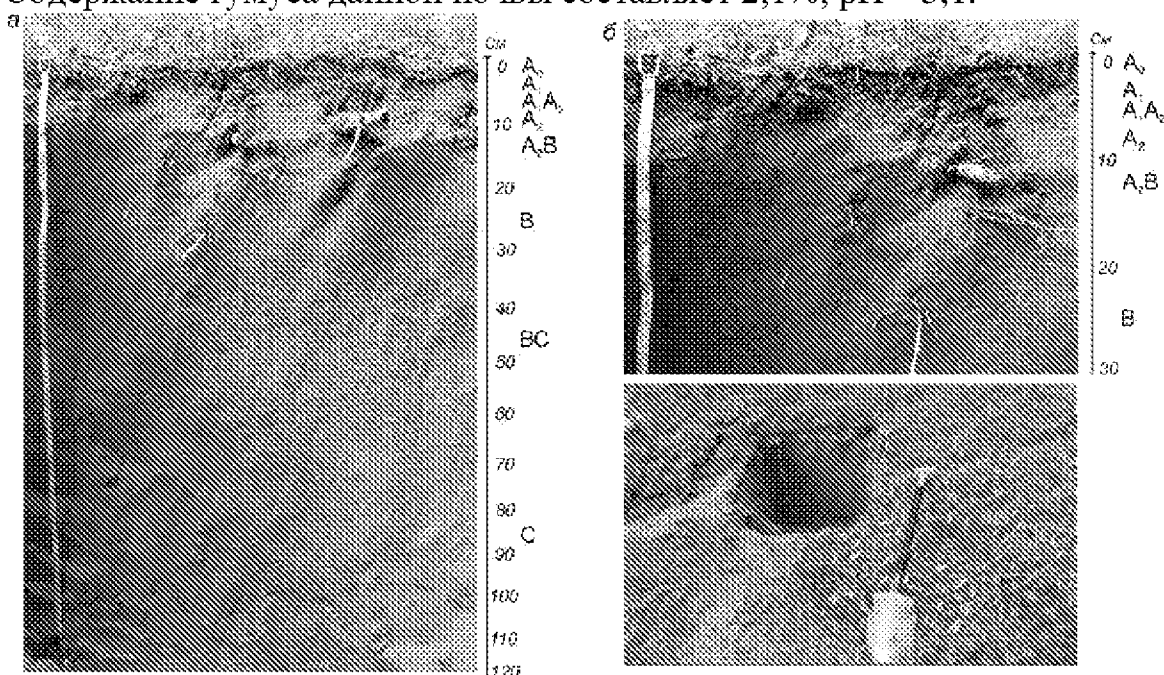 Содержание гумуса данной почвы составляет 2,1%, pH – 5,1.
а
см
0 A₀
A₁
A₁A₂
10 A₂
A₂B
20
B
30
40
BC
50
60
70
80
C
90
100
110
120
б
см
0 A₀
A₁
A₁A₂
A₂
10
A₂B
20
B
30